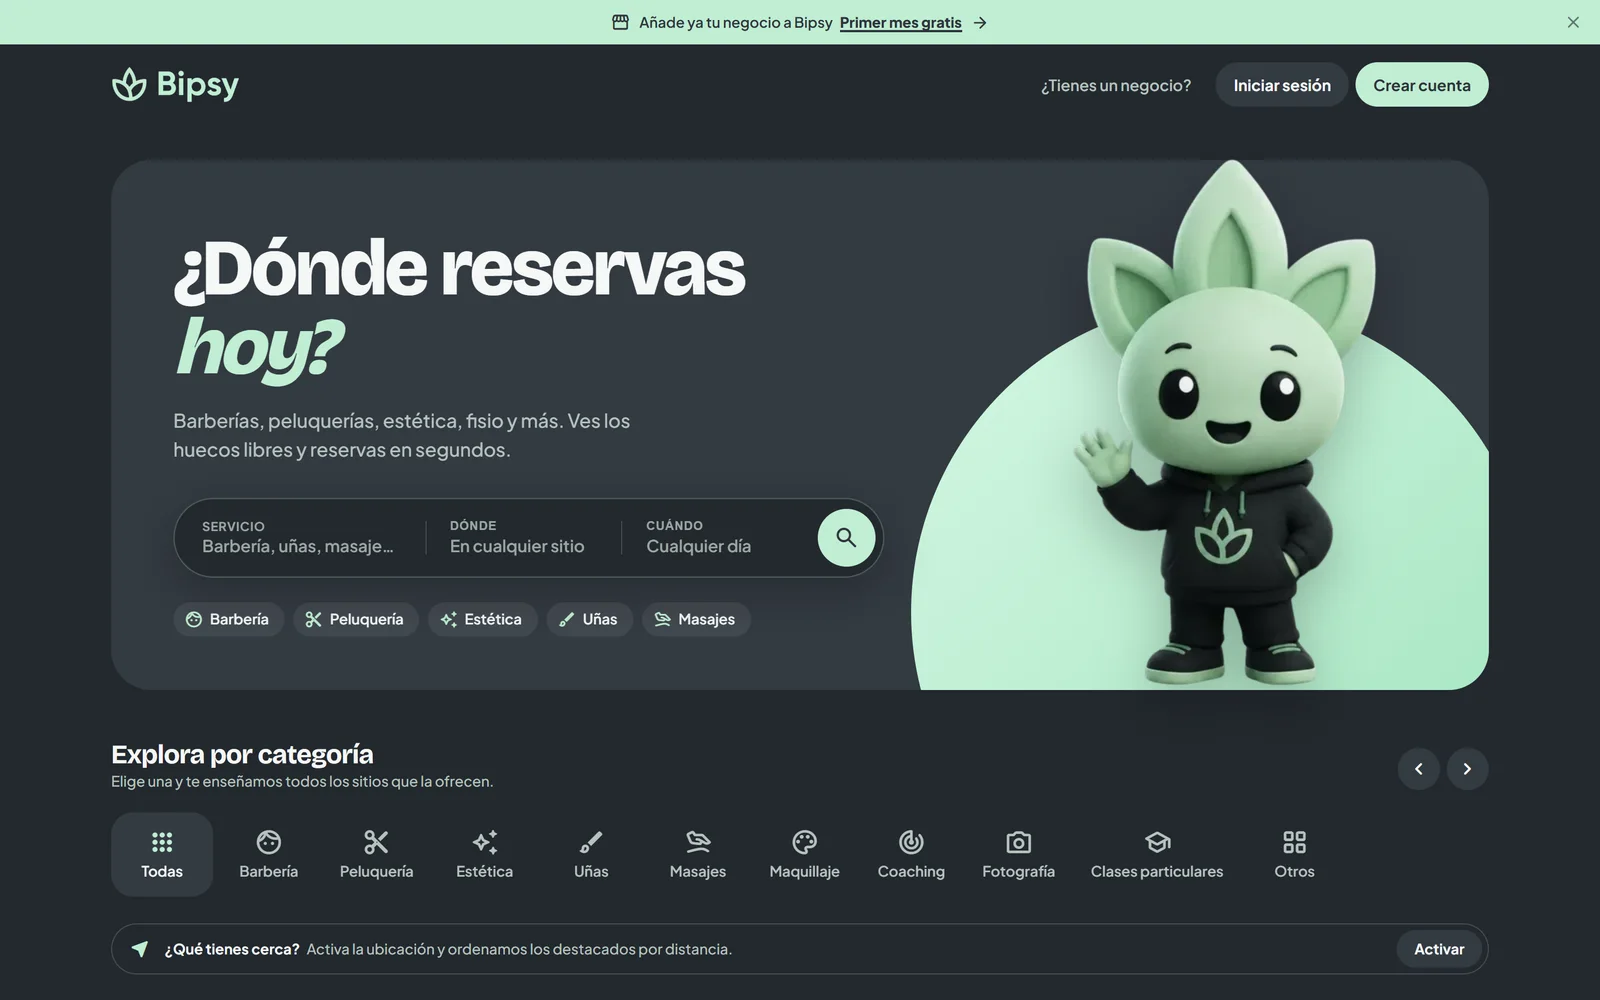 Añade ya tu negocio a Bipsy Primer mes gratis
Bipsy
¿Tienes un negocio?
Iniciar sesión
Crear cuenta
¿Dónde reservas
hoy?
Barberías, peluquerías, estética, fisio y más. Ves los
huecos libres y reservas en segundos.
SERVICIO
Barbería, uñas, masaje...
DÓNDE
En cualquier sitio
CUÁNDO
Cualquier día
Barbería
Peluquería
Estética
Uñas
Masajes
Explora por categoría
Elige una y te enseñamos todos los sitios que la ofrecen.
Todas
Barbería
Peluquería
Estética
Uñas
Masajes
Maquillaje
Coaching
Fotografía
Clases particulares
Otros
¿Qué tienes cerca? Activa la ubicación y ordenamos los destacados por distancia.
Activar